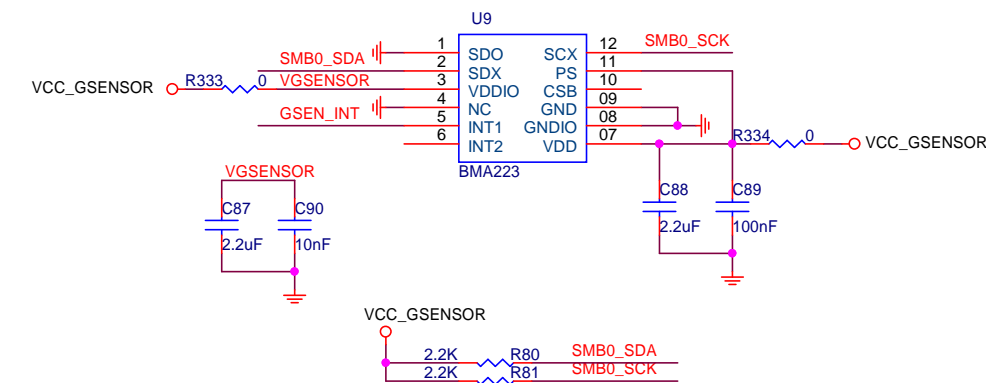 U9
1 SDO SCX 12 SMB0_SCK
SMB0_SDA 2 SDX PS 11
VCC_GSENSOR R333 0 VGSENSOR 3 VDDIO CSB 10
4 NC GND 09
GSEN_INT 5 INT1 GNDIO 08
6 INT2 VDD 07 R334 0 VCC_GSENSOR
BMA223
VGSENSOR
C87 C90
2.2uF 10nF
C88 C89
2.2uF 100nF
VCC_GSENSOR
2.2K R80 SMB0_SDA
2.2K R81 SMB0_SCK